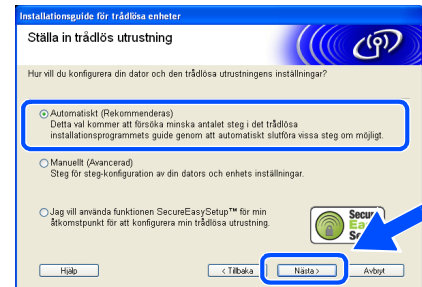 Installationsguide för trådlösa enheter
Ställa in trådlös utrustning
Hur vill du konfigurera din dator och den trådlösa utrustningens inställningar?
Automatiskt (Rekommenderas)
Detta val kommer att försöka minska antalet steg i det trådlösa
installationsprogrammets guide genom att automatiskt slutföra vissa steg om möjligt.
Manuellt (Avancerad)
Steg för steg-konfiguration av din dators och enhets inställningar.
Jag vill använda funktionen SecureEasySetup™ för min
åtkomstpunkt för att konfigurera min trådlösa utrustning.
Hjälp
< Tillbaka
Nästa >
Avbryt